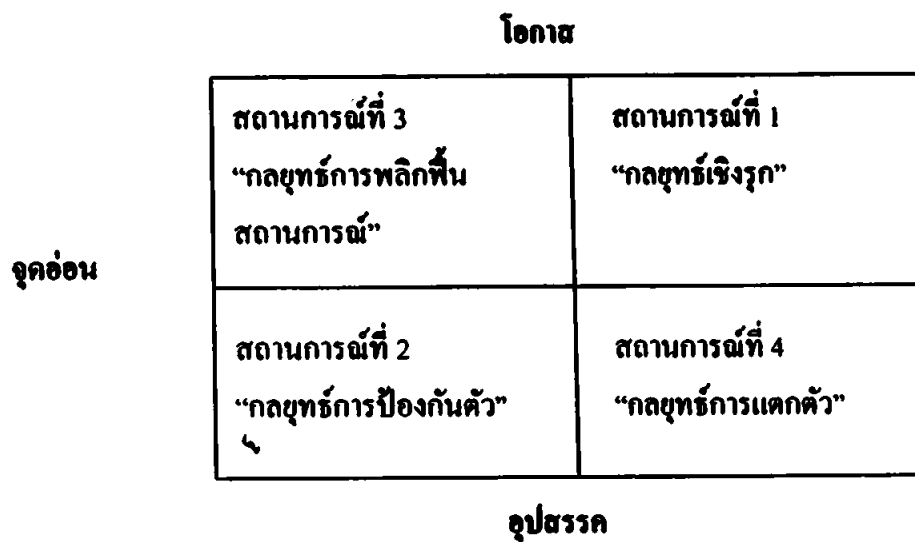 โอกาส
สถานการณ์ที่ 3
“กลยุทธ์การพลิกฟื้น
สถานการณ์”
สถานการณ์ที่ 1
“กลยุทธ์เชิงรุก”
จุดอ่อน
สถานการณ์ที่ 2
“กลยุทธ์การป้องกันตัว”
สถานการณ์ที่ 4
“กลยุทธ์การแตกตัว”
อุปสรรค